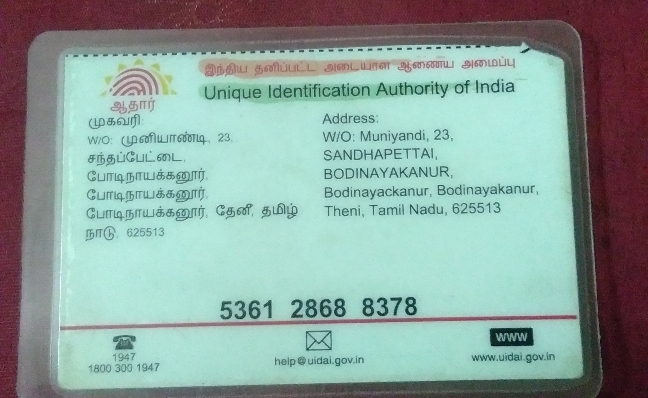 இந்திய தனிப்பட்ட அடையாள ஆணைய அமைப்பு
Unique Identification Authority of India
ஆதார்
முகவரி:
W/O: முனியாண்டி, 23,
சந்தப்பேட்டை,
போடிநாயக்கனூர்,
போடிநாயக்கனூர்,
போடிநாயக்கனூர், தேனீ, தமிழ்
நாடு, 625513
Address:
W/O: Muniyandi, 23,
SANDHAPETTAI,
BODINAYAKANUR,
Bodinayackanur, Bodinayakanur,
Theni, Tamil Nadu, 625513
5361 2868 8378
1947
1800 300 1947
help@uidai.gov.in
www
www.uidai.gov.in